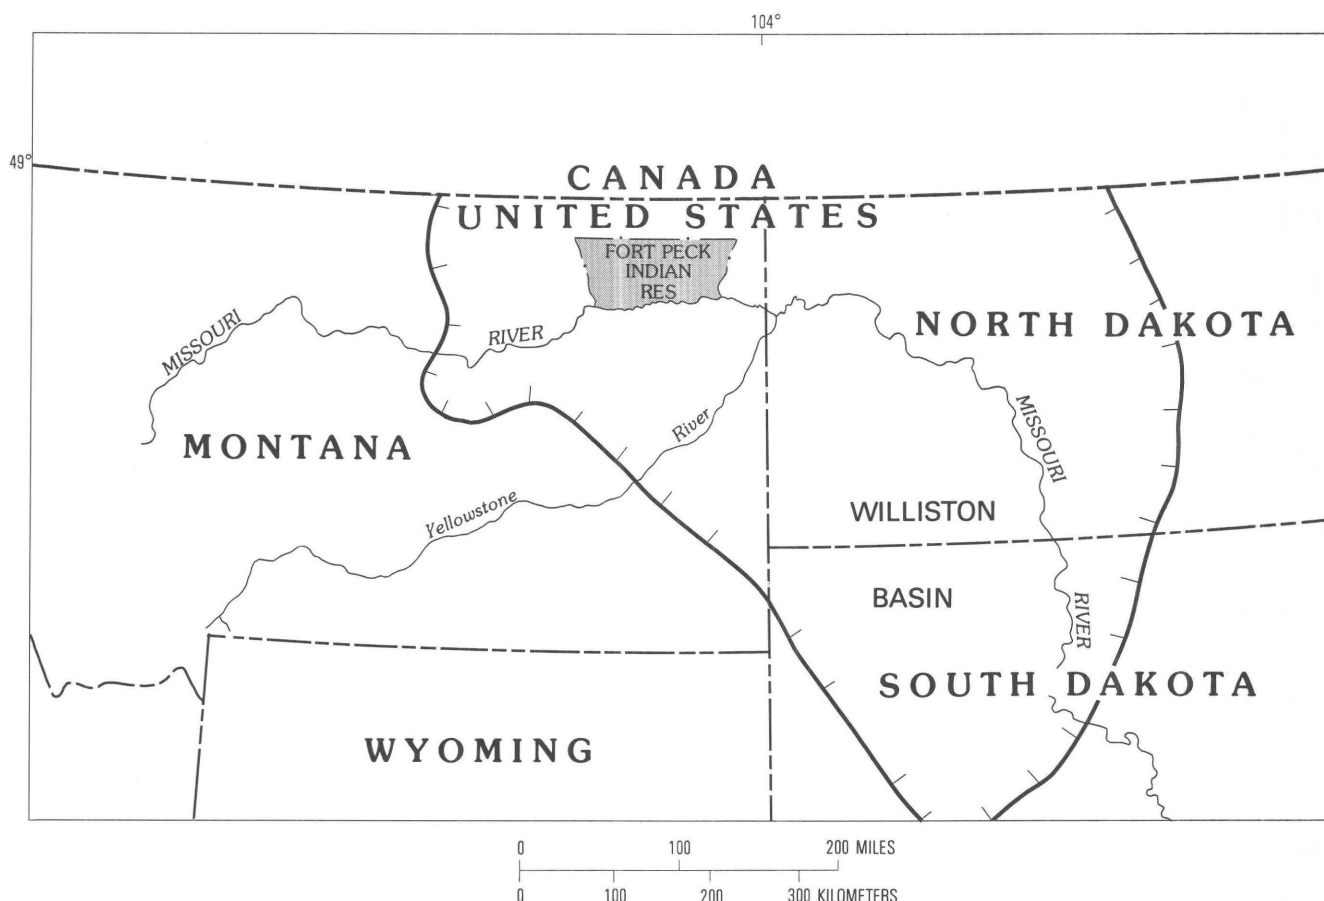 104°
49°
CANADA
UNITED STATES
FORT PECK
INDIAN
RES
MISSOURI
RIVER
NORTH DAKOTA
River
MISSOURI
MONTANA
Yellowstone
WILLISTON
BASIN
RIVER
SOUTH DAKOTA
WYOMING
0 100 200 MILES
0 100 200 300 KILOMETERS